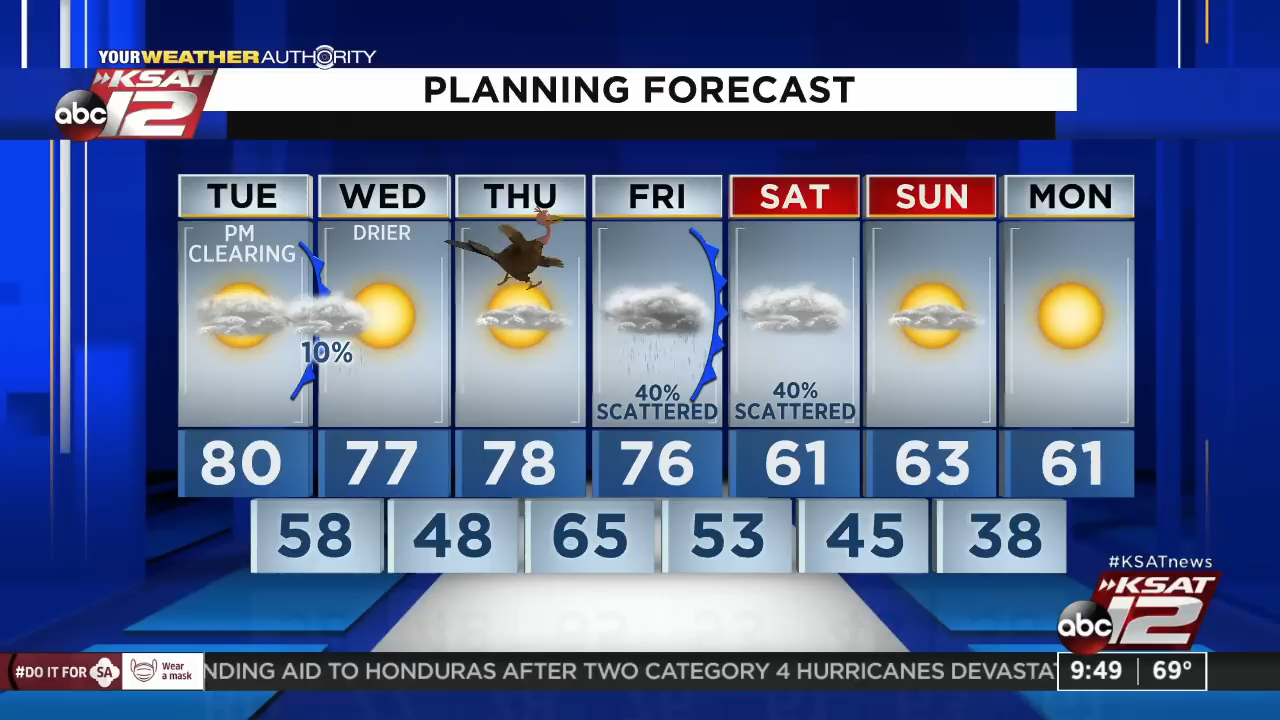 YOURWEATHERAUTHORITY
KSAT
abc 12
PLANNING FORECAST
TUE WED THU FRI SAT SUN MON
PM CLEARING
DRIER
10%
40% SCATTERED
40% SCATTERED
80 77 78 76 61 63 61
58 48 65 53 45 38
#KSATnews
KSAT
abc 12
#DO IT FOR SA
Wear a mask
NDING AID TO HONDURAS AFTER TWO CATEGORY 4 HURRICANES DEVASTA
9:49 69°